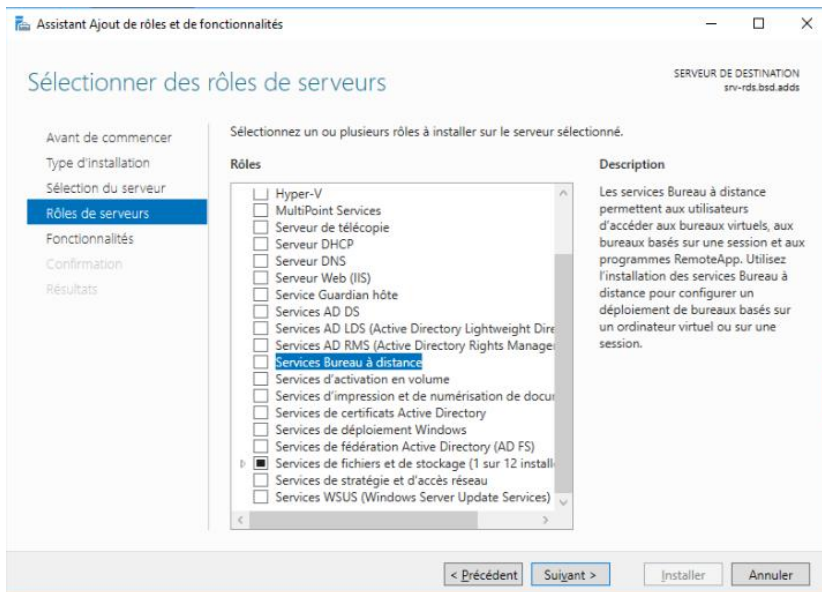 Assistant Ajout de rôles et de fonctionnalités
Sélectionner des rôles de serveurs
SERVEUR DE DESTINATION
srv-rds.bsd.adds
Avant de commencer
Type d'installation
Sélection du serveur
Rôles de serveurs
Fonctionnalités
Confirmation
Résultats
Sélectionnez un ou plusieurs rôles à installer sur le serveur sélectionné.
Rôles
Hyper-V
MultiPoint Services
Serveur de télécopie
Serveur DHCP
Serveur DNS
Serveur Web (IIS)
Service Guardian hôte
Services AD DS
Services AD LDS (Active Directory Lightweight Dire
Services AD RMS (Active Directory Rights Manage
Services Bureau à distance
Services d'activation en volume
Services d'impression et de numérisation de docu
Services de certificats Active Directory
Services de déploiement Windows
Services de fédération Active Directory (AD FS)
Services de fichiers et de stockage (1 sur 12 install
Services de stratégie et d'accès réseau
Services WSUS (Windows Server Update Services)
Description
Les services Bureau à distance
permettent aux utilisateurs
d'accéder aux bureaux virtuels, aux
bureaux basés sur une session et aux
programmes RemoteApp. Utilisez
l'installation des services Bureau à
distance pour configurer un
déploiement de bureaux basés sur
un ordinateur virtuel ou sur une
session.
< Précédent
Suivant >
Installer
Annuler